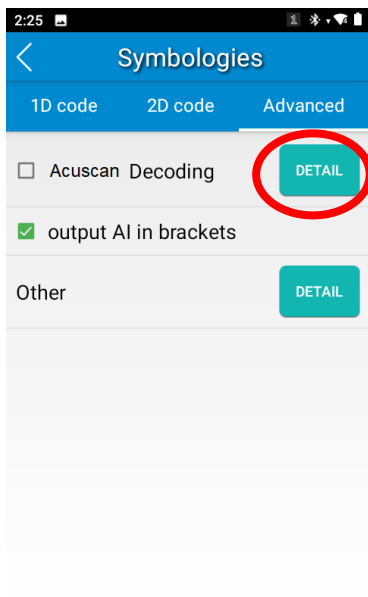 2:25
Symbologies
1D code 2D code Advanced
Acuscan Decoding DETAIL
output AI in brackets
Other DETAIL